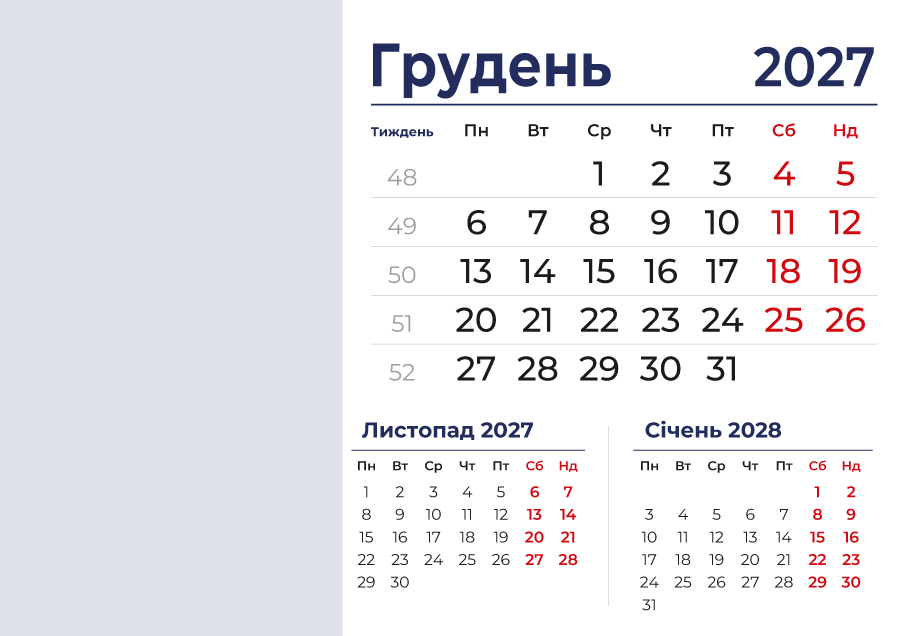 Грудень 2027
Тиждень Пн Вт Ср Чт Пт Сб Нд
48 1 2 3 4 5
49 6 7 8 9 10 11 12
50 13 14 15 16 17 18 19
51 20 21 22 23 24 25 26
52 27 28 29 30 31
Листопад 2027
Пн Вт Ср Чт Пт Сб Нд
1 2 3 4 5 6 7
8 9 10 11 12 13 14
15 16 17 18 19 20 21
22 23 24 25 26 27 28
29 30
Січень 2028
Пн Вт Ср Чт Пт Сб Нд
1 2
3 4 5 6 7 8 9
10 11 12 13 14 15 16
17 18 19 20 21 22 23
24 25 26 27 28 29 30
31